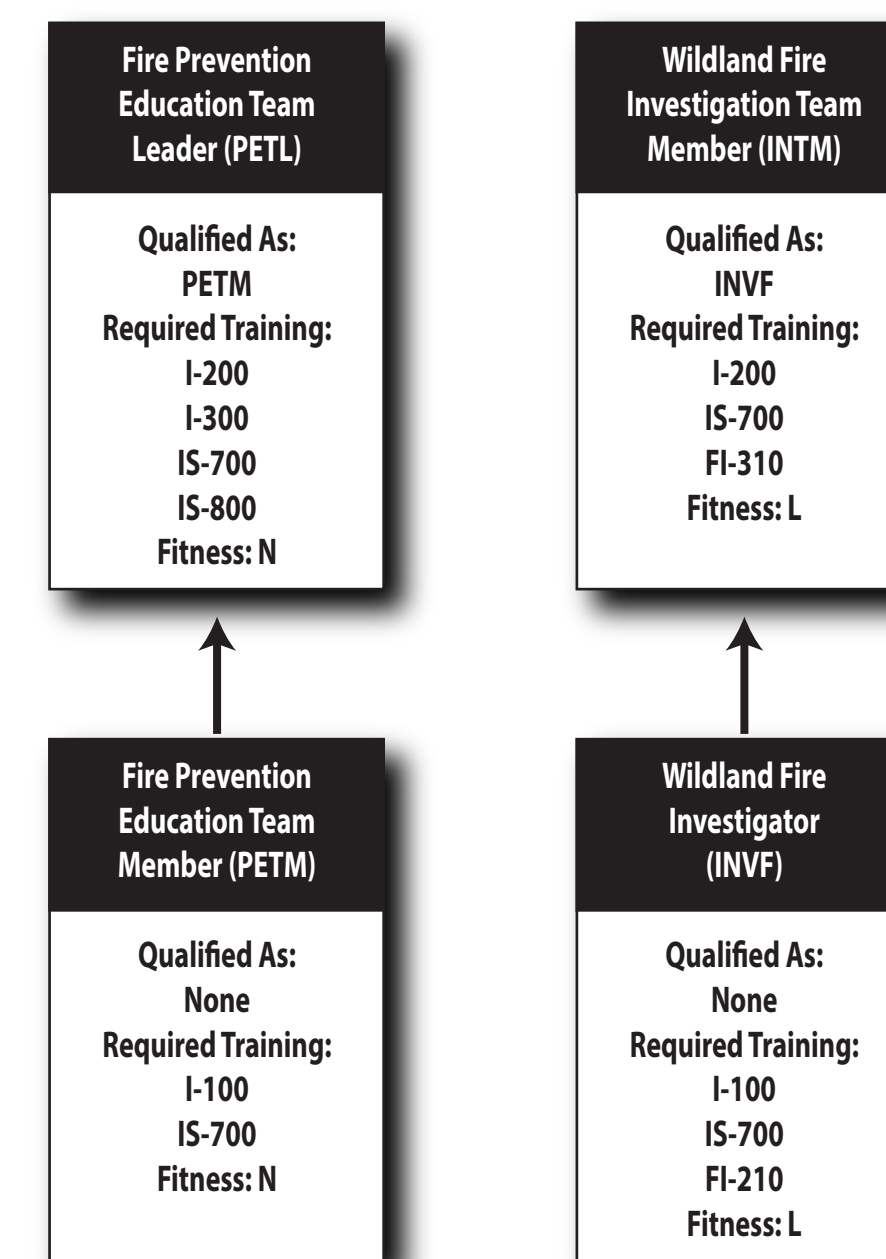 Fire Prevention
Education Team
Leader (PETL)
Qualified As:
PETM
Required Training:
I-200
I-300
IS-700
IS-800
Fitness: N
Wildland Fire
Investigation Team
Member (INTM)
Qualified As:
INVF
Required Training:
I-200
IS-700
FI-310
Fitness: L
Fire Prevention
Education Team
Member (PETM)
Qualified As:
None
Required Training:
I-100
IS-700
Fitness: N
Wildland Fire
Investigator
(INVF)
Qualified As:
None
Required Training:
I-100
IS-700
FI-210
Fitness: L